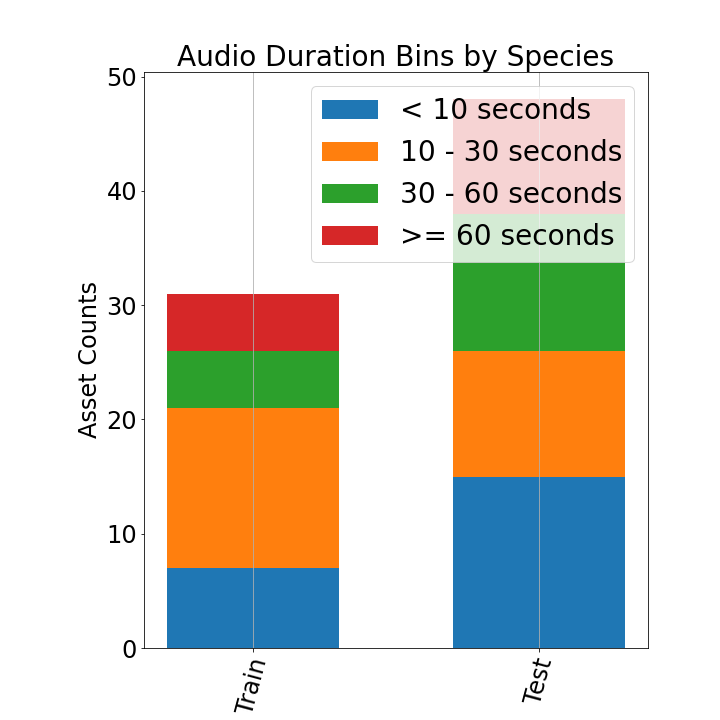 Audio Duration Bins by Species
50
40
30
20
10
0
Asset Counts
< 10 seconds
10 - 30 seconds
30 - 60 seconds
>= 60 seconds
Train
Test